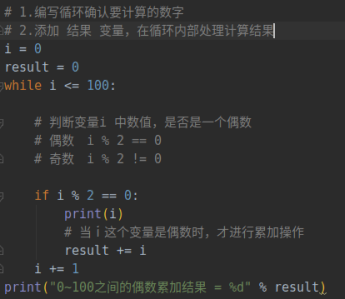 # 1.编写循环确认要计算的数字
# 2.添加 结果 变量，在循环内部处理计算结果
i = 0
result = 0
while i <= 100:
# 判断变量i 中数值，是否是一个偶数
# 偶数 i % 2 == 0
# 奇数 i % 2 != 0
if i % 2 == 0:
print(i)
# 当i这个变量是偶数时，才进行累加操作
result += i
i += 1
print("0~100之间的偶数累加结果 = %d" % result)